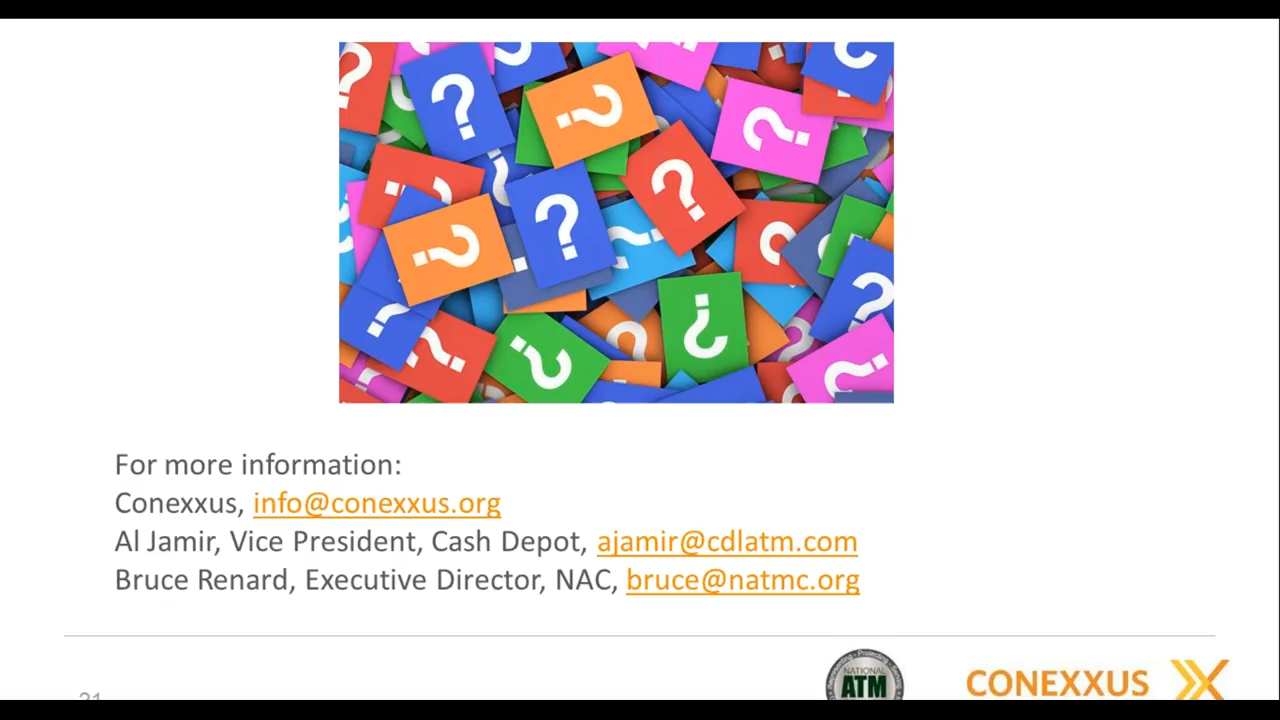 For more information:
Conexxus, info@conexxus.org
Al Jamir, Vice President, Cash Depot, ajamir@cdlatm.com
Bruce Renard, Executive Director, NAC, bruce@natmc.org
NATIONAL
ATM
CONEXXUS